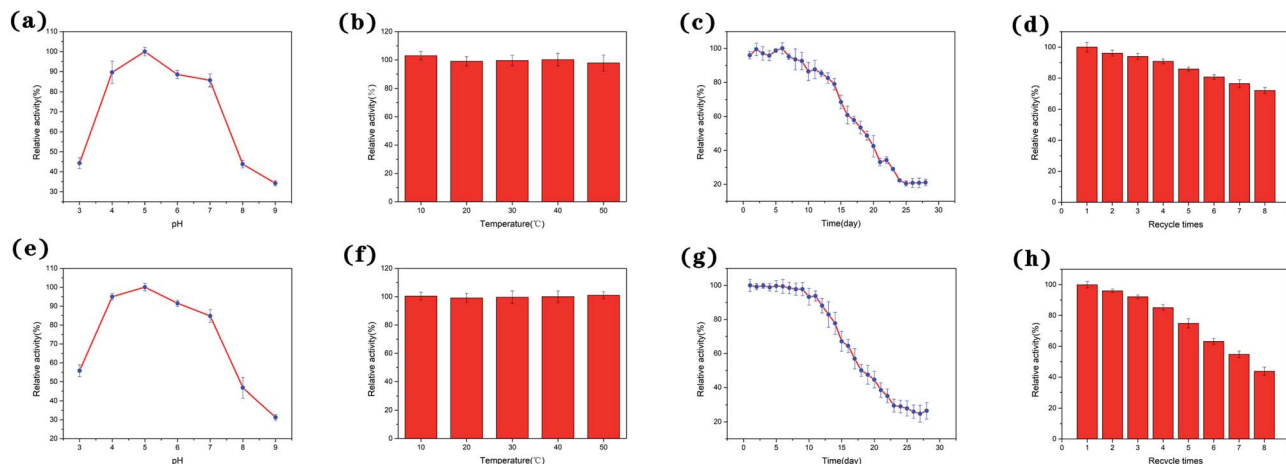 (a)
Relative activity(%)
110
100
90
80
70
60
50
40
30
3 4 5 6 7 8 9
pH
(b)
Relative activity(%)
120
100
80
60
40
20
0
10 20 30 40 50
Temperature(℃)
(c)
Relative activity(%)
100
80
60
40
20
0 5 10 15 20 25 30
Time(day)
(d)
Relative activity(%)
100
80
60
40
20
0
0 1 2 3 4 5 6 7 8
Recycle times
(e)
Relative activity(%)
110
100
90
80
70
60
50
40
30
20
3 4 5 6 7 8 9
pH
(f)
Relative activity(%)
120
100
80
60
40
20
0
10 20 30 40 50
Temperature(℃)
(g)
Relative activity(%)
100
80
60
40
20
0 5 10 15 20 25 30
Time(day)
(h)
Relative activity(%)
100
80
60
40
20
0
0 1 2 3 4 5 6 7 8
Recycle times